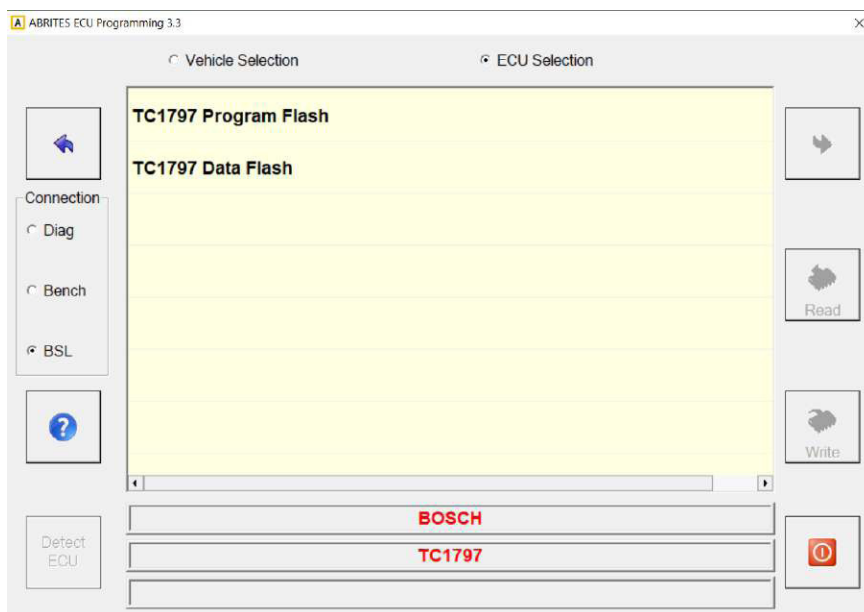 A ABRITES ECU Programming 3.3
Vehicle Selection
ECU Selection
TC1797 Program Flash
TC1797 Data Flash
Connection
Diag
Bench
BSL
Read
Write
Detect
ECU
BOSCH
TC1797